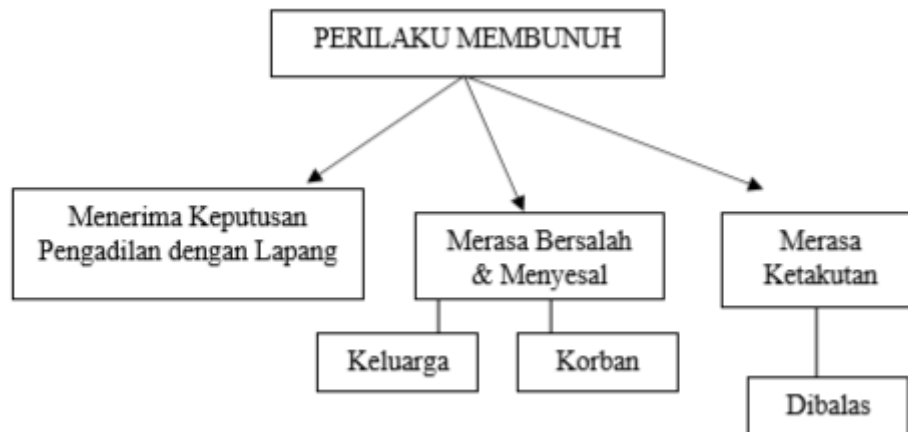 PERILAKU MEMBUNUH
Menerima Keputusan
Pengadilan dengan Lapang
Merasa Bersalah
& Menyesal
Merasa
Ketakutan
Keluarga
Korban
Dibalas